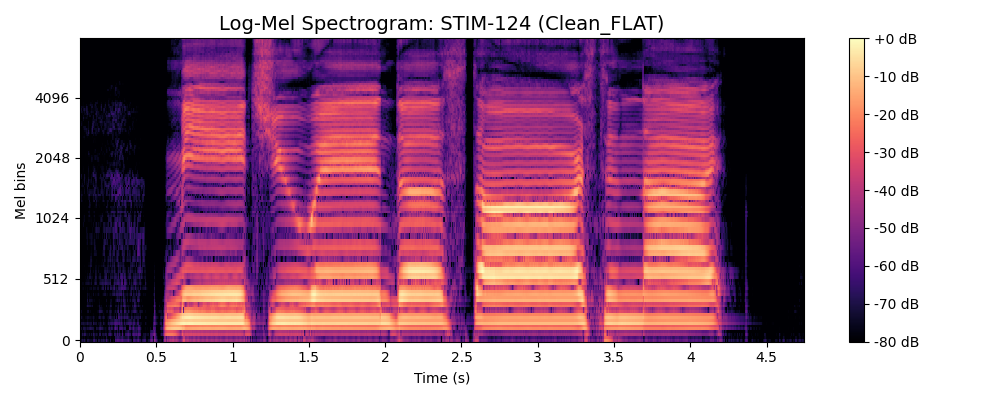 Log-Mel Spectrogram: STIM-124 (Clean_FLAT)
Mel bins
4096
2048
1024
512
0
0 0.5 1 1.5 2 2.5 3 3.5 4 4.5
Time (s)
+0 dB
-10 dB
-20 dB
-30 dB
-40 dB
-50 dB
-60 dB
-70 dB
-80 dB